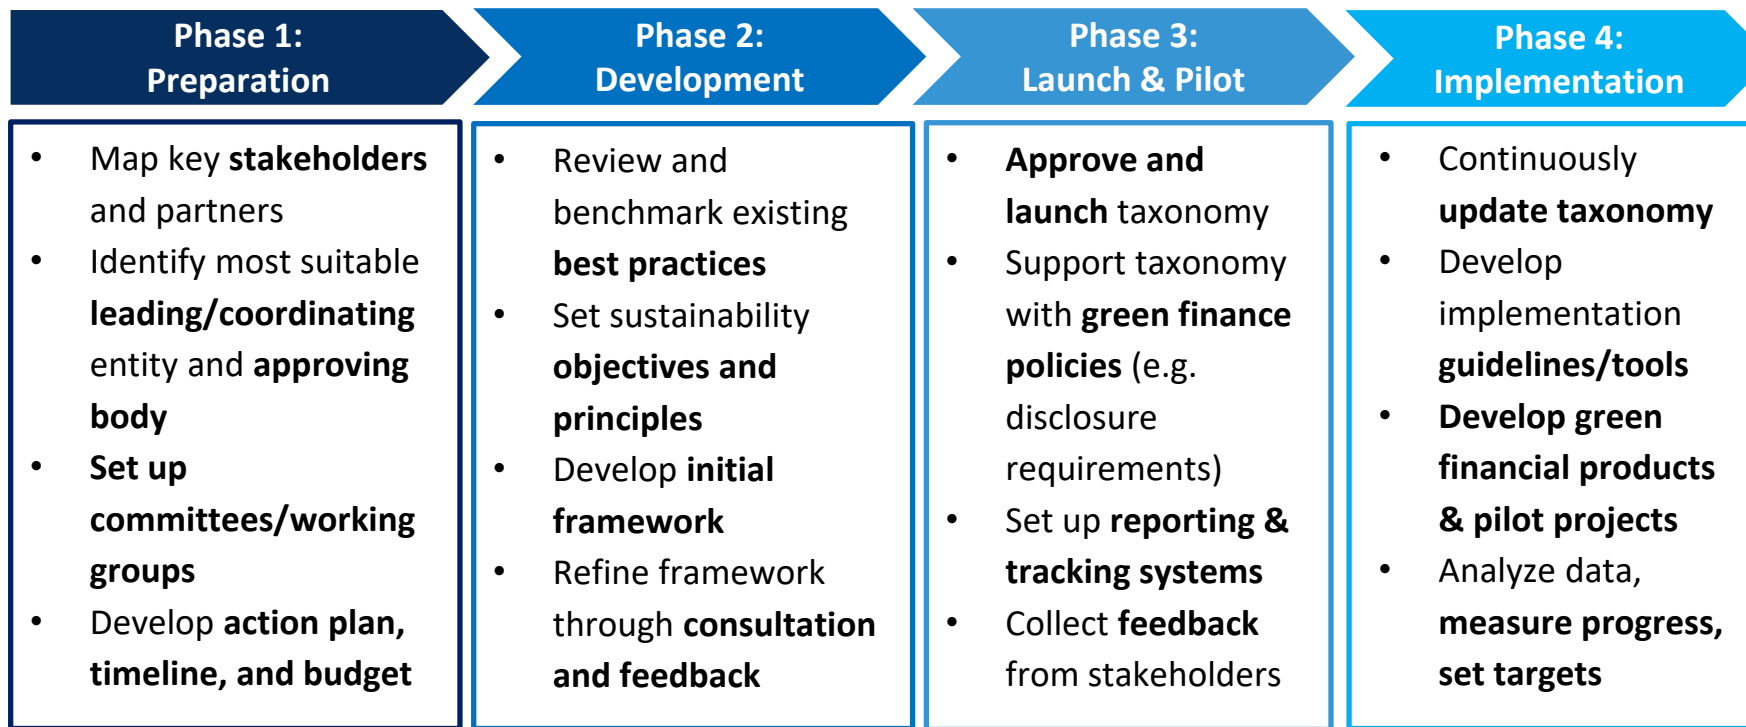 Phase 1:
Preparation
• Map key stakeholders
and partners
• Identify most suitable
leading/coordinating
entity and approving
body
• Set up
committees/working
groups
• Develop action plan,
timeline, and budget
Phase 2:
Development
• Review and
benchmark existing
best practices
• Set sustainability
objectives and
principles
• Develop initial
framework
• Refine framework
through consultation
and feedback
Phase 3:
Launch & Pilot
• Approve and
launch taxonomy
• Support taxonomy
with green finance
policies (e.g.
disclosure
requirements)
• Set up reporting &
tracking systems
• Collect feedback
from stakeholders
Phase 4:
Implementation
• Continuously
update taxonomy
• Develop
implementation
guidelines/tools
• Develop green
financial products
& pilot projects
• Analyze data,
measure progress,
set targets